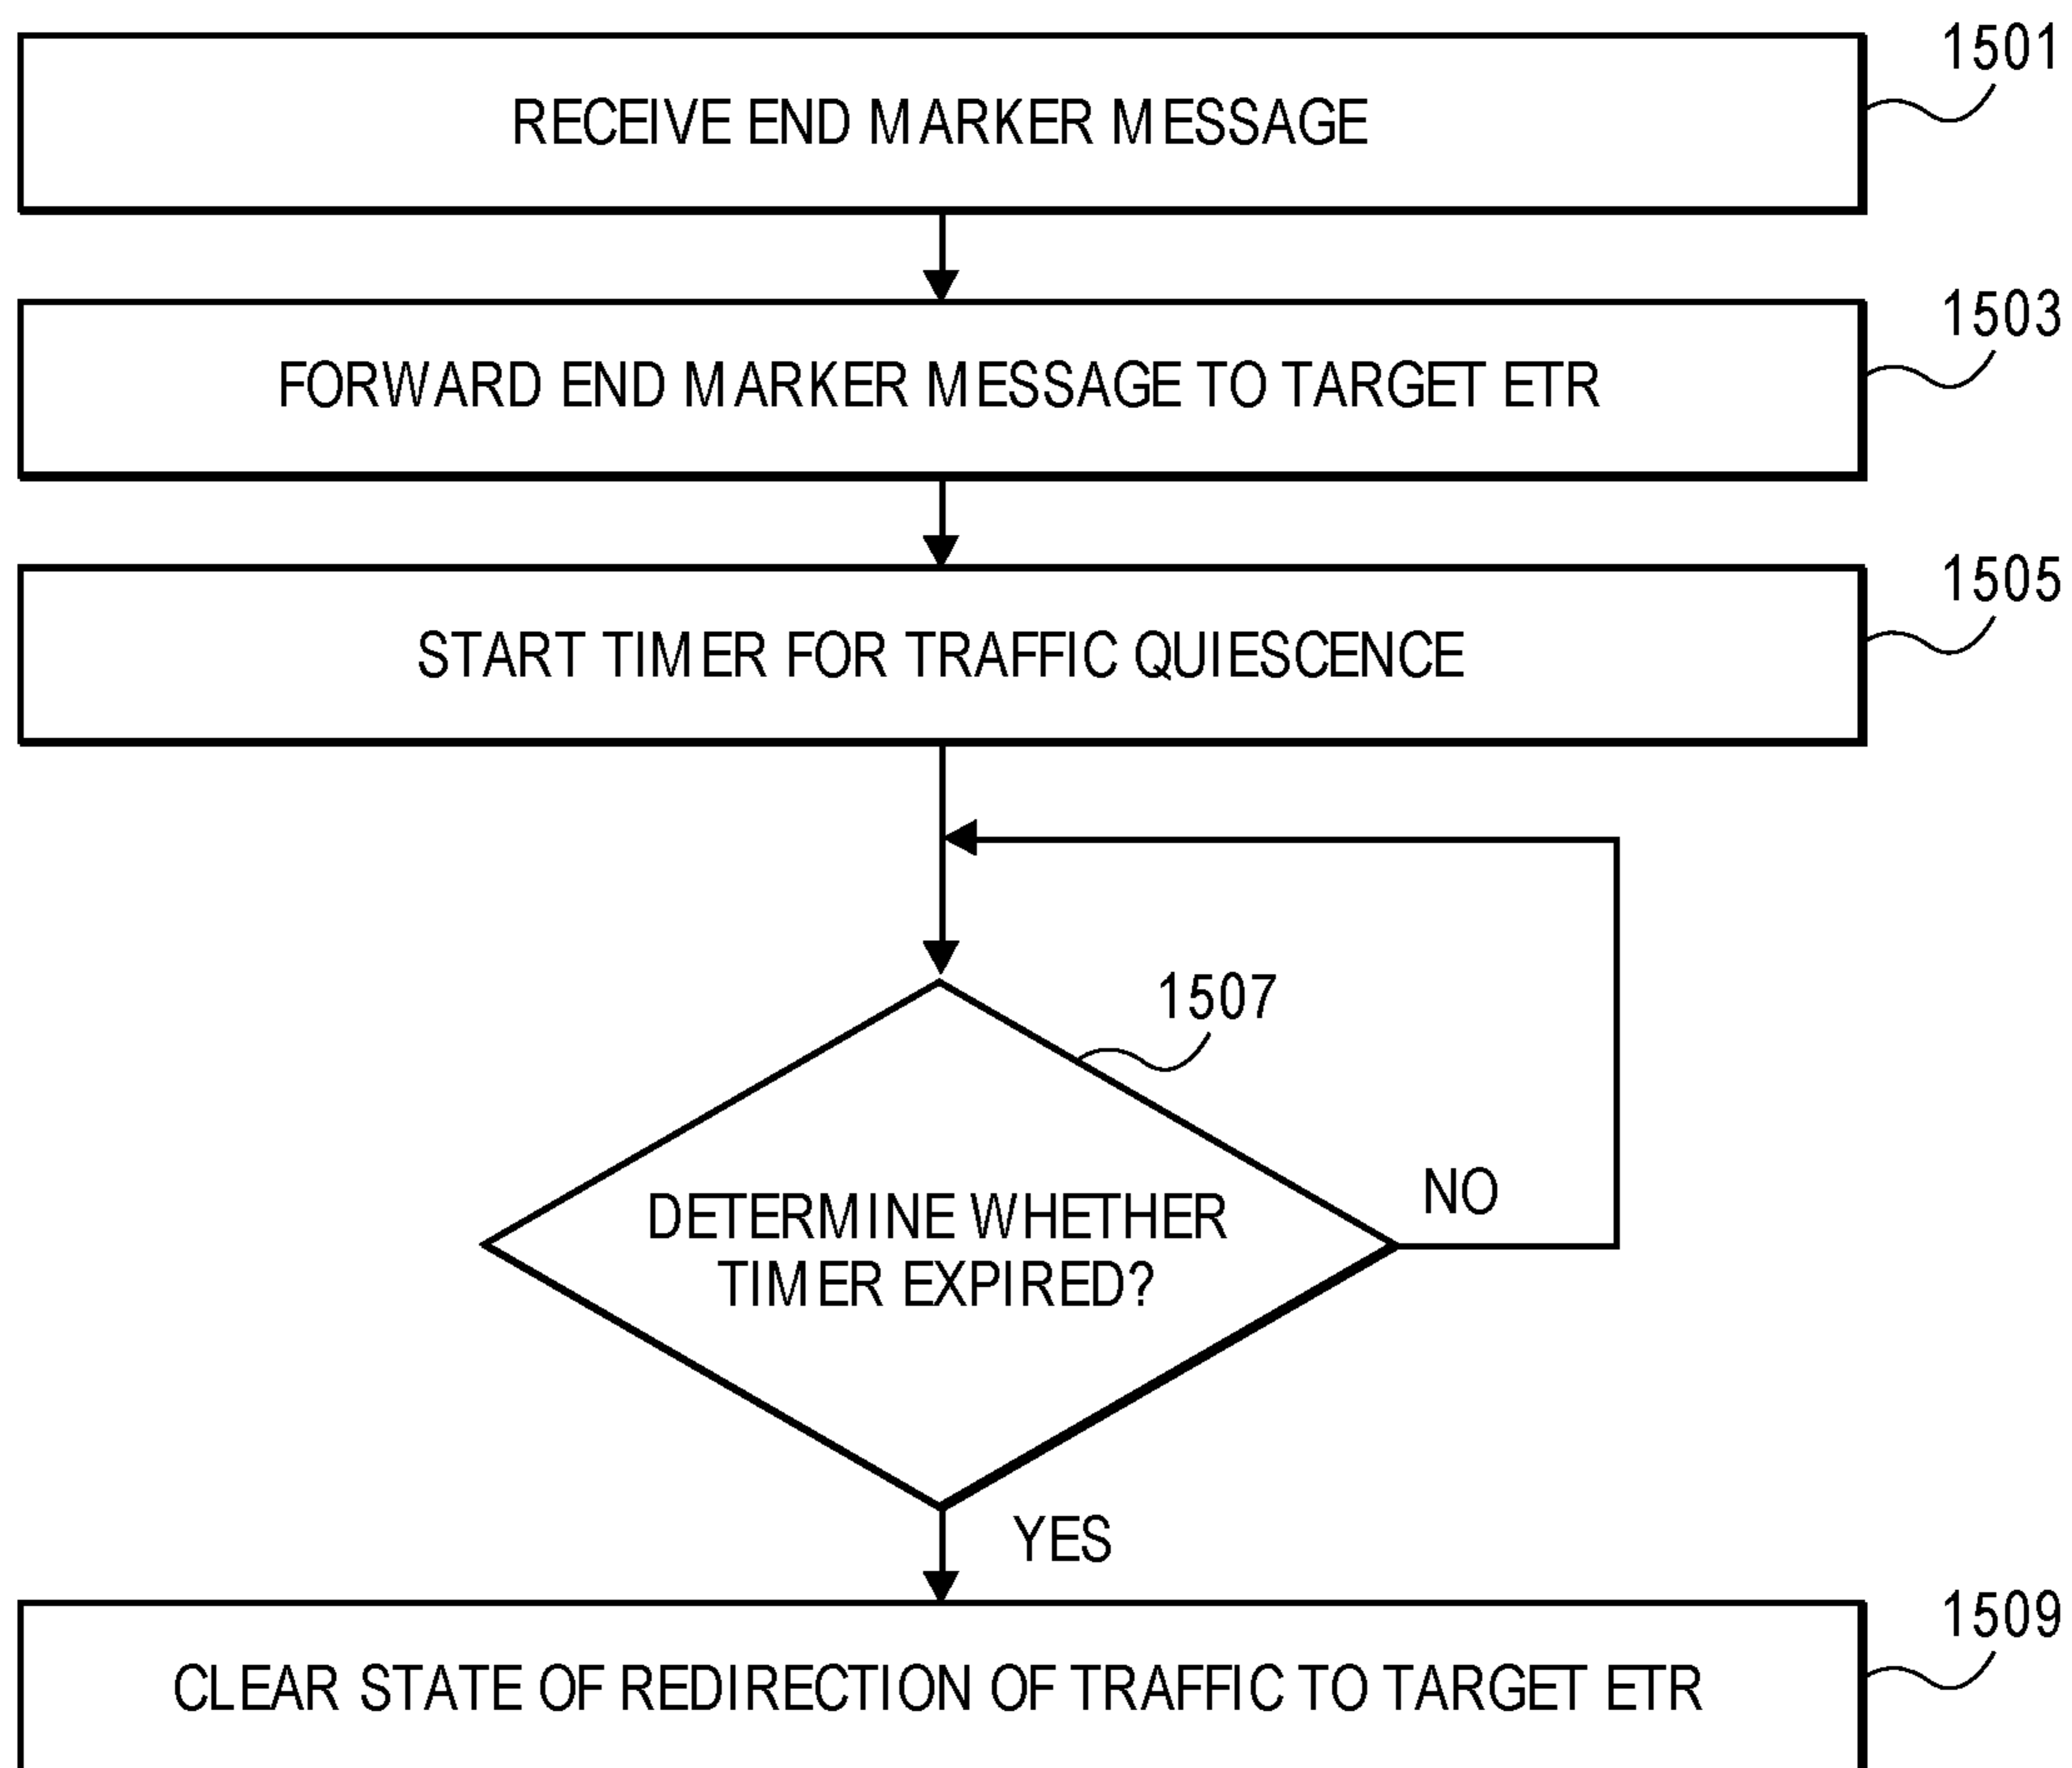 1501
RECEIVE END MARKER MESSAGE
1503
FORWARD END MARKER MESSAGE TO TARGET ETR
1505
START TIMER FOR TRAFFIC QUIESCENCE
1507
DETERMINE WHETHER
TIMER EXPIRED?
NO
YES
1509
CLEAR STATE OF REDIRECTION OF TRAFFIC TO TARGET ETR